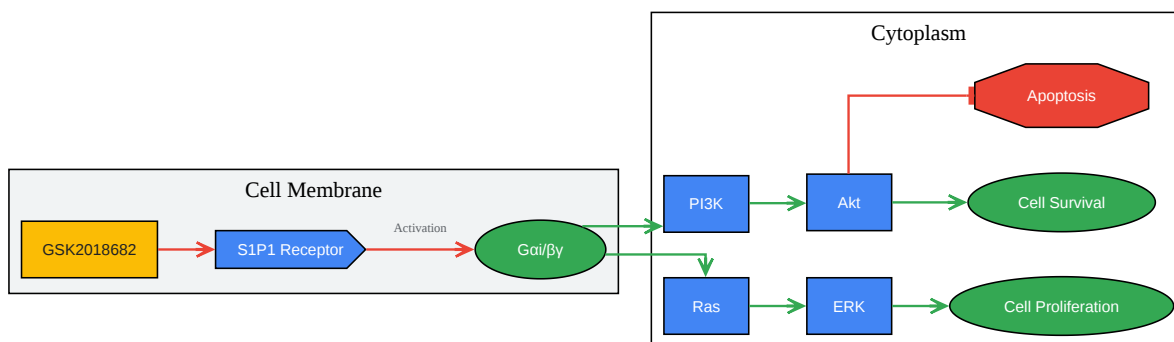 Cytoplasm
Apoptosis
Cell Membrane
GSK2018682
S1P1 Receptor
Activation
Gαi/βγ
PI3K
Akt
Cell Survival
Ras
ERK
Cell Proliferation